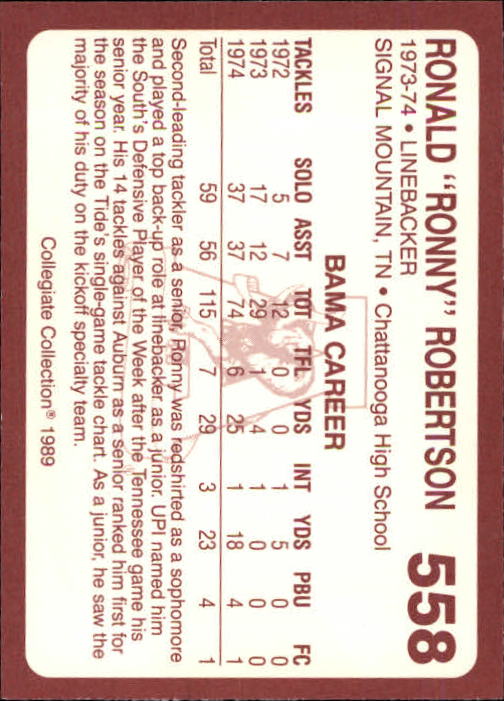 RONALD "RONNY" ROBERTSON 558
1973-74 • LINEBACKER
SIGNAL MOUNTAIN, TN • Chattanooga High School
BAMA CAREER
TACKLES SOLO ASST TOT TFL YDS INT YDS PBU FC
1972 5 7 12 0 0 1 5 0 0
1973 17 12 29 1 4 1 0 0 0
1974 37 37 74 6 25 1 18 4 1
Total 59 56 115 7 29 3 23 4 1
Second-leading tackler as a senior, Ronny was redshirted as a sophomore
and played a top back-up role at linebacker as a junior. UPI named him
the South's Defensive Player of the Week after the Tennessee game his
senior year. His 14 tackles against Auburn as a senior ranked him first for
the season on the Tide's single-game tackle chart. As a junior, he saw the
majority of his duty on the kickoff specialty team.
Collegiate Collection® 1989